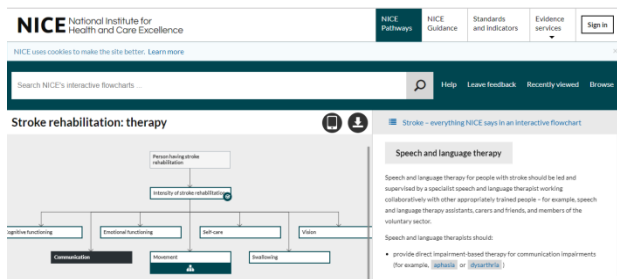 NICE National Institute for
Health and Care Excellence
NICE
Pathways
NICE
Guidance
Standards
and indicators
Evidence
services
Sign in
NICE uses cookies to make the site better. Learn more
×
Search NICE's interactive flowcharts ...
Help Leave feedback Recently viewed Browse
Stroke rehabilitation: therapy
Stroke – everything NICE says in an interactive flowchart
Person having stroke
rehabilitation
Intensity of stroke rehabilitation
ognitive functioning
Emotional functioning
Self-care
Vision
Communication
Movement
Swallowing
Speech and language therapy
Speech and language therapy for people with stroke should be led and
supervised by a specialist speech and language therapist working
collaboratively with other appropriately trained people – for example, speech
and language therapy assistants, carers and friends, and members of the
voluntary sector.
Speech and language therapists should:
• provide direct impairment-based therapy for communication impairments
(for example, aphasia or dysarthria )